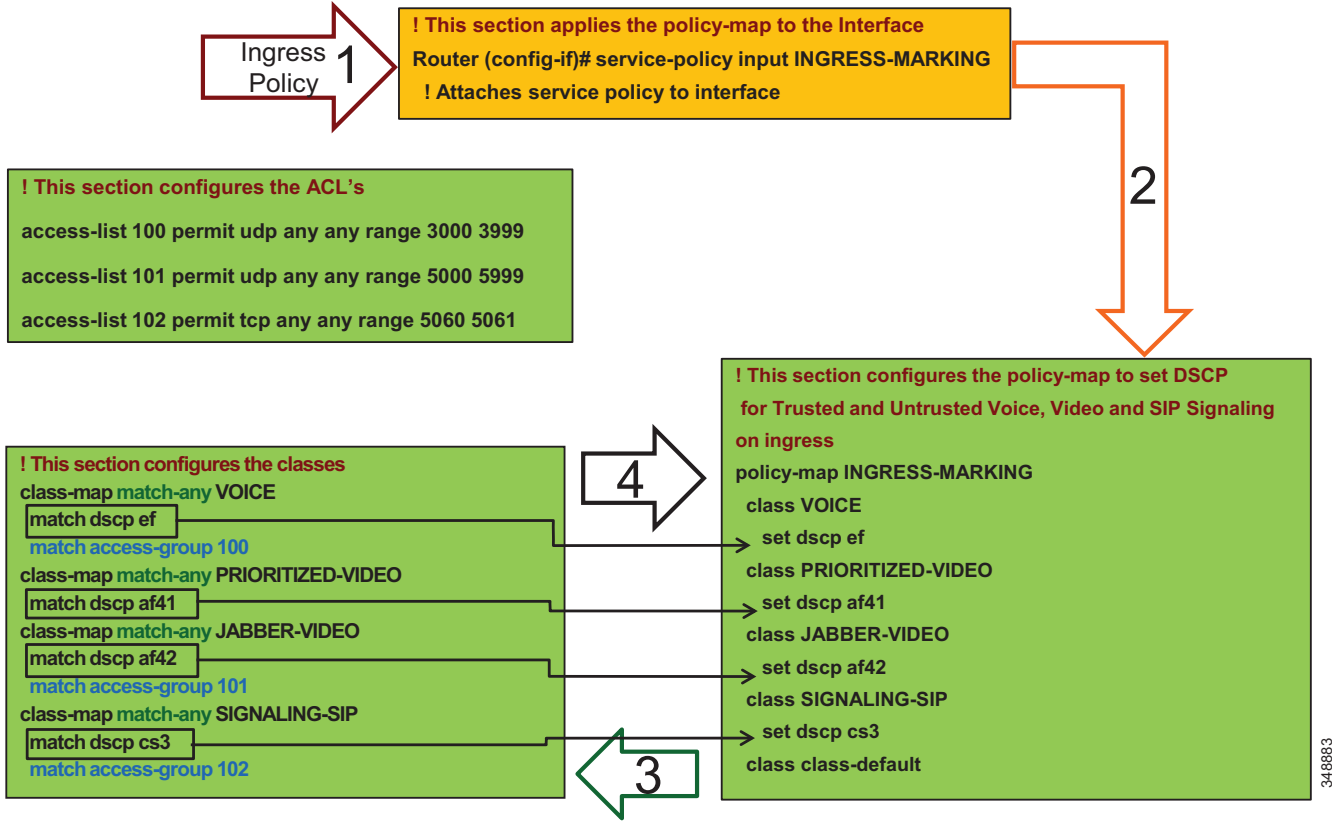 Ingress
Policy
1
! This section applies the policy-map to the Interface
Router (config-if)# service-policy input INGRESS-MARKING
! Attaches service policy to interface
2
! This section configures the ACL's
access-list 100 permit udp any any range 3000 3999
access-list 101 permit udp any any range 5000 5999
access-list 102 permit tcp any any range 5060 5061
! This section configures the classes
class-map match-any VOICE
match dscp ef
match access-group 100
class-map match-any PRIORITIZED-VIDEO
match dscp af41
class-map match-any JABBER-VIDEO
match dscp af42
match access-group 101
class-map match-any SIGNALING-SIP
match dscp cs3
match access-group 102
4
3
! This section configures the policy-map to set DSCP
for Trusted and Untrusted Voice, Video and SIP Signaling
on ingress
policy-map INGRESS-MARKING
class VOICE
set dscp ef
class PRIORITIZED-VIDEO
set dscp af41
class JABBER-VIDEO
set dscp af42
class SIGNALING-SIP
set dscp cs3
class class-default
348883